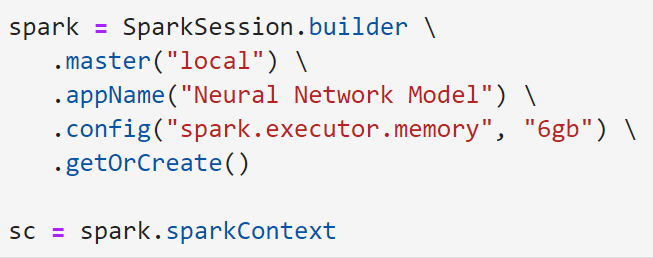 spark = SparkSession.builder \
   .master("local") \
   .appName("Neural Network Model") \
   .config("spark.executor.memory", "6gb") \
   .getOrCreate()

sc = spark.sparkContext